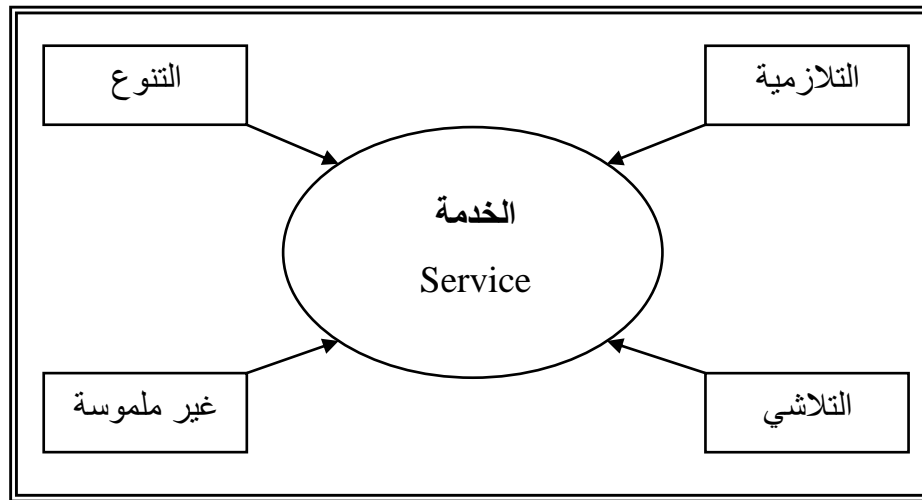 التلازمية
التنوع
الخدمة
Service
التلاشي
غير ملموسة